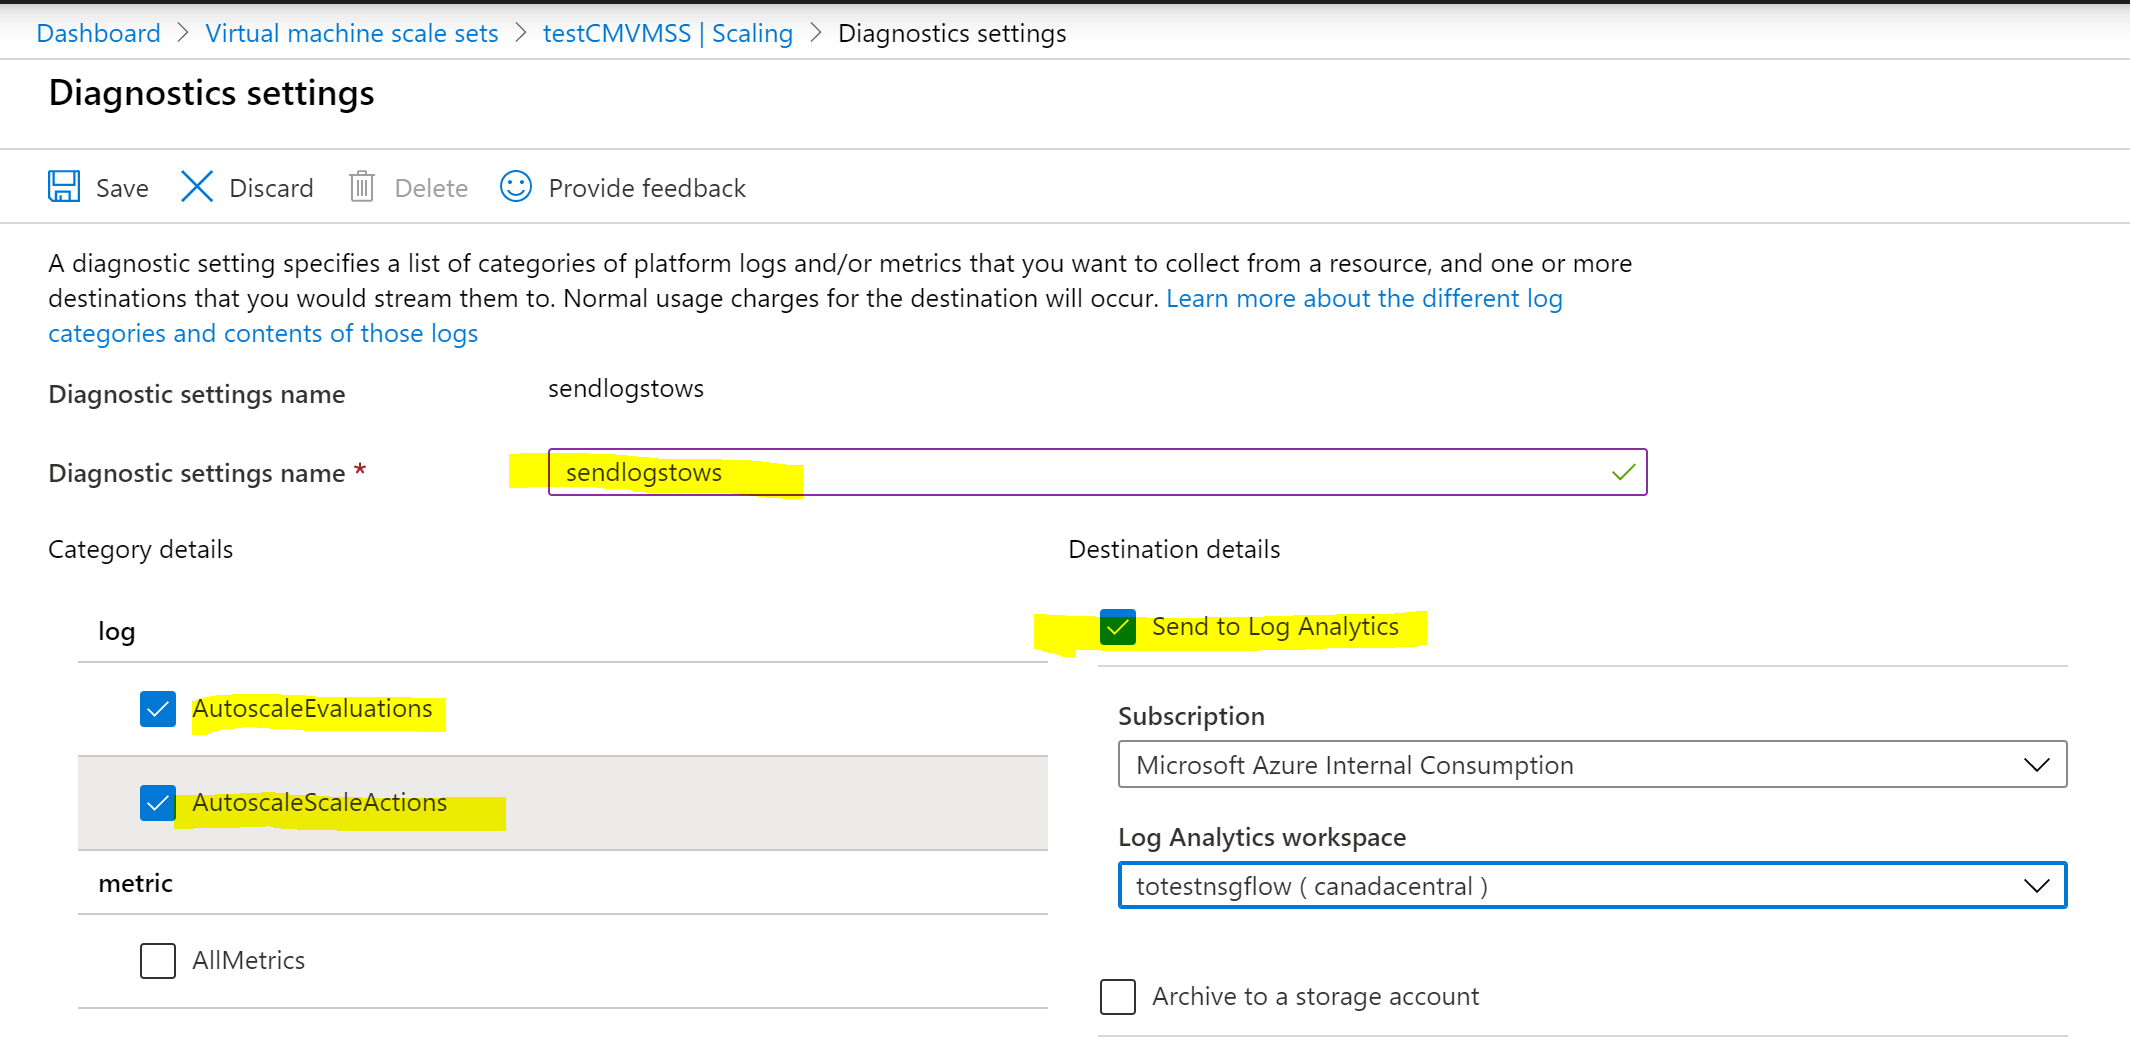 Dashboard > Virtual machine scale sets > testCMVMSS | Scaling > Diagnostics settings
Diagnostics settings
Save Discard Delete Provide feedback
A diagnostic setting specifies a list of categories of platform logs and/or metrics that you want to collect from a resource, and one or more
destinations that you would stream them to. Normal usage charges for the destination will occur. Learn more about the different log
categories and contents of those logs
Diagnostic settings name sendlogstows
Diagnostic settings name * sendlogstows
Category details
log
AutoscaleEvaluations
AutoscaleScaleActions
metric
AllMetrics
Destination details
Send to Log Analytics
Subscription
Microsoft Azure Internal Consumption
Log Analytics workspace
totestnsgflow ( canadacentral )
Archive to a storage account